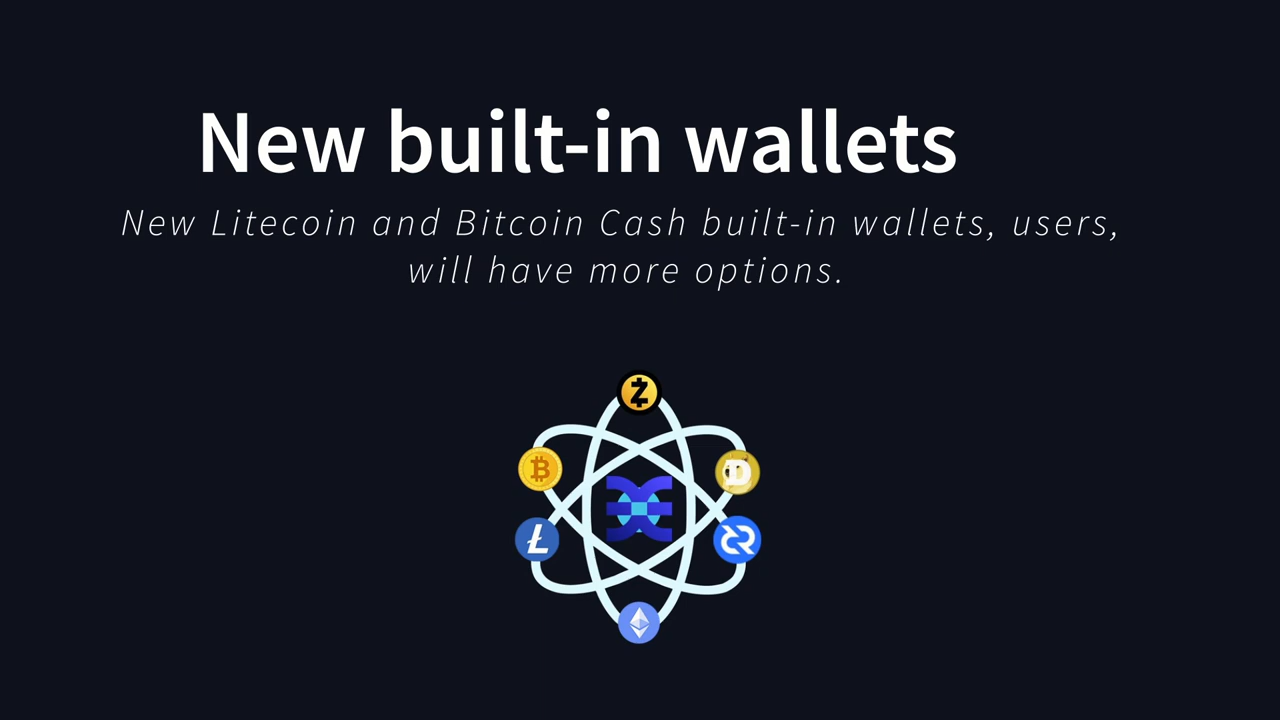 New built-in wallets
New Litecoin and Bitcoin Cash built-in wallets, users,
will have more options.